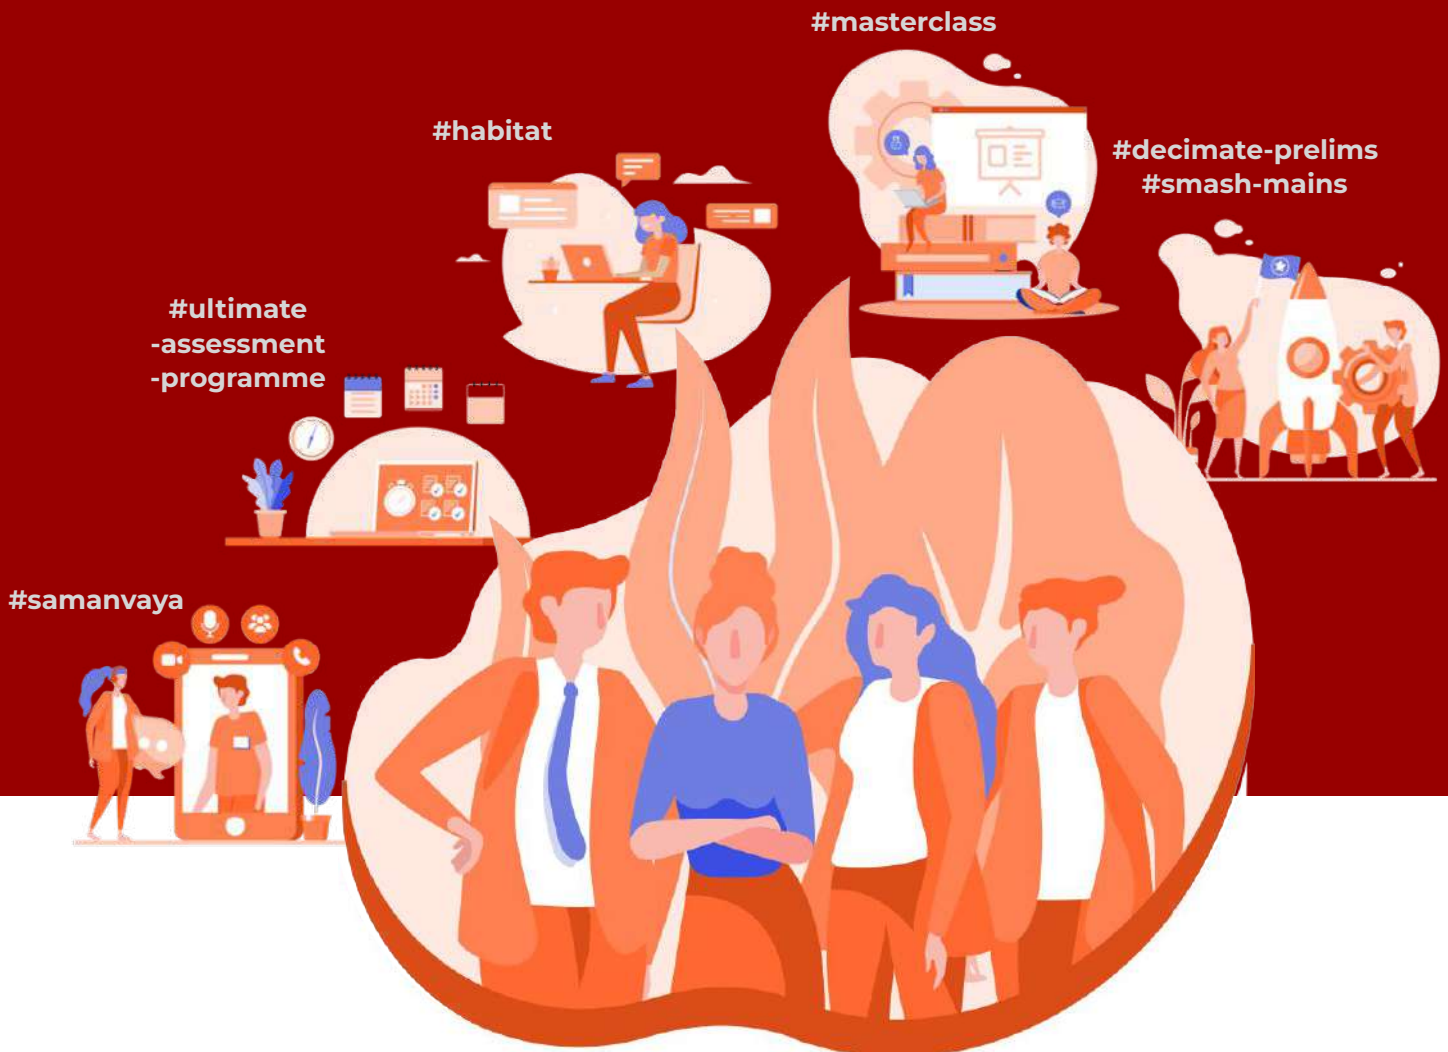 #masterclass
#habitat
#decimate-prelims
#smash-mains
#ultimate
-assessment
-programme
#samanvaya